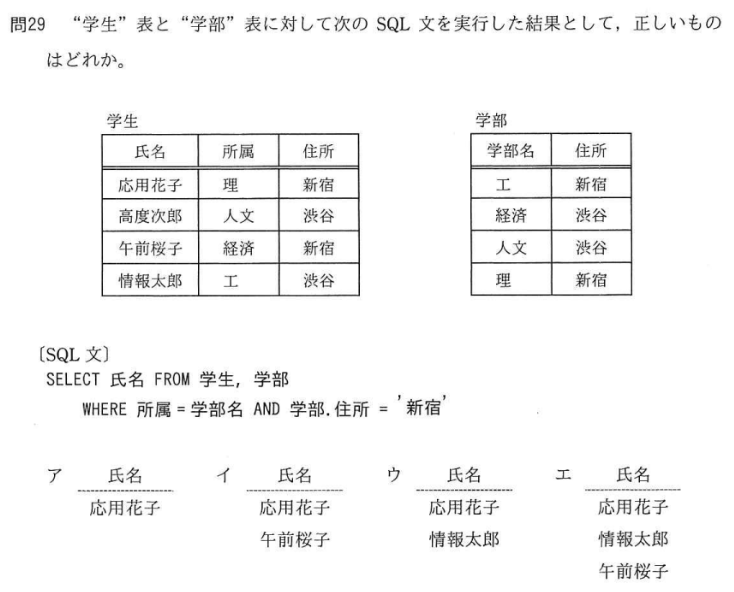 問29 “学生”表と“学部”表に対して次の SQL 文を実行した結果として，正しいもの
はどれか。
学生
氏名 所属 住所
応用花子 理 新宿
高度次郎 人文 渋谷
午前桜子 経済 新宿
情報太郎 工 渋谷
学部
学部名 住所
工 新宿
経済 渋谷
人文 渋谷
理 新宿
〔SQL 文〕
SELECT 氏名 FROM 学生, 学部
WHERE 所属 = 学部名 AND 学部.住所 = '新宿'
ア 氏名
応用花子
イ 氏名
応用花子
午前桜子
ウ 氏名
応用花子
情報太郎
エ 氏名
応用花子
情報太郎
午前桜子